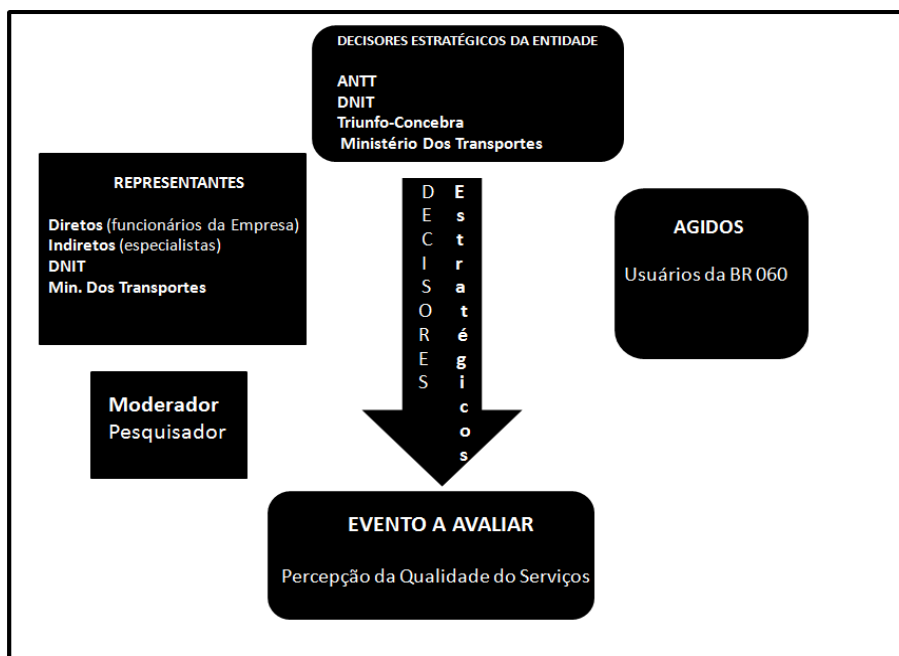 DECISORES ESTRATÉGICOS DA ENTIDADE
ANTT
DNIT
Triunfo-Concebra
Ministério Dos Transportes
REPRESENTANTES
Diretos (funcionários da Empresa)
Indiretos (especialistas)
DNIT
Min. Dos Transportes
DECISORES
Estratégicos
AGIDOS
Usuários da BR 060
Moderador
Pesquisador
EVENTO A AVALIAR
Percepção da Qualidade do Serviços